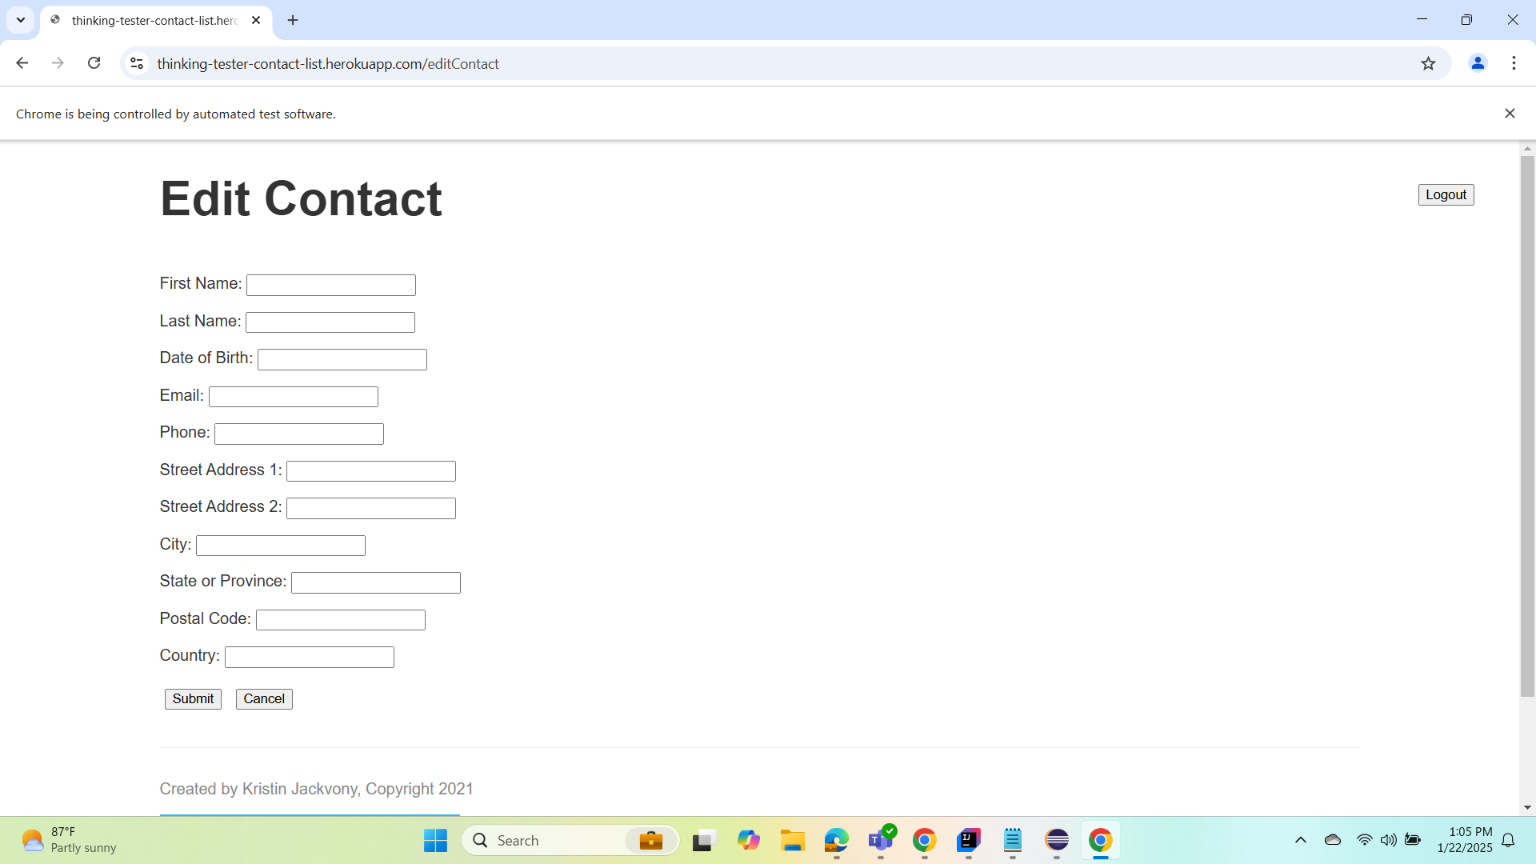 thinking-tester-contact-list.herc
thinking-tester-contact-list.herokuapp.com/editContact
Chrome is being controlled by automated test software.
Edit Contact
Logout
First Name:
Last Name:
Date of Birth:
Email:
Phone:
Street Address 1:
Street Address 2:
City:
State or Province:
Postal Code:
Country:
Submit Cancel
Created by Kristin Jackvony, Copyright 2021
87°F
Partly sunny
Search
1:05 PM
1/22/2025